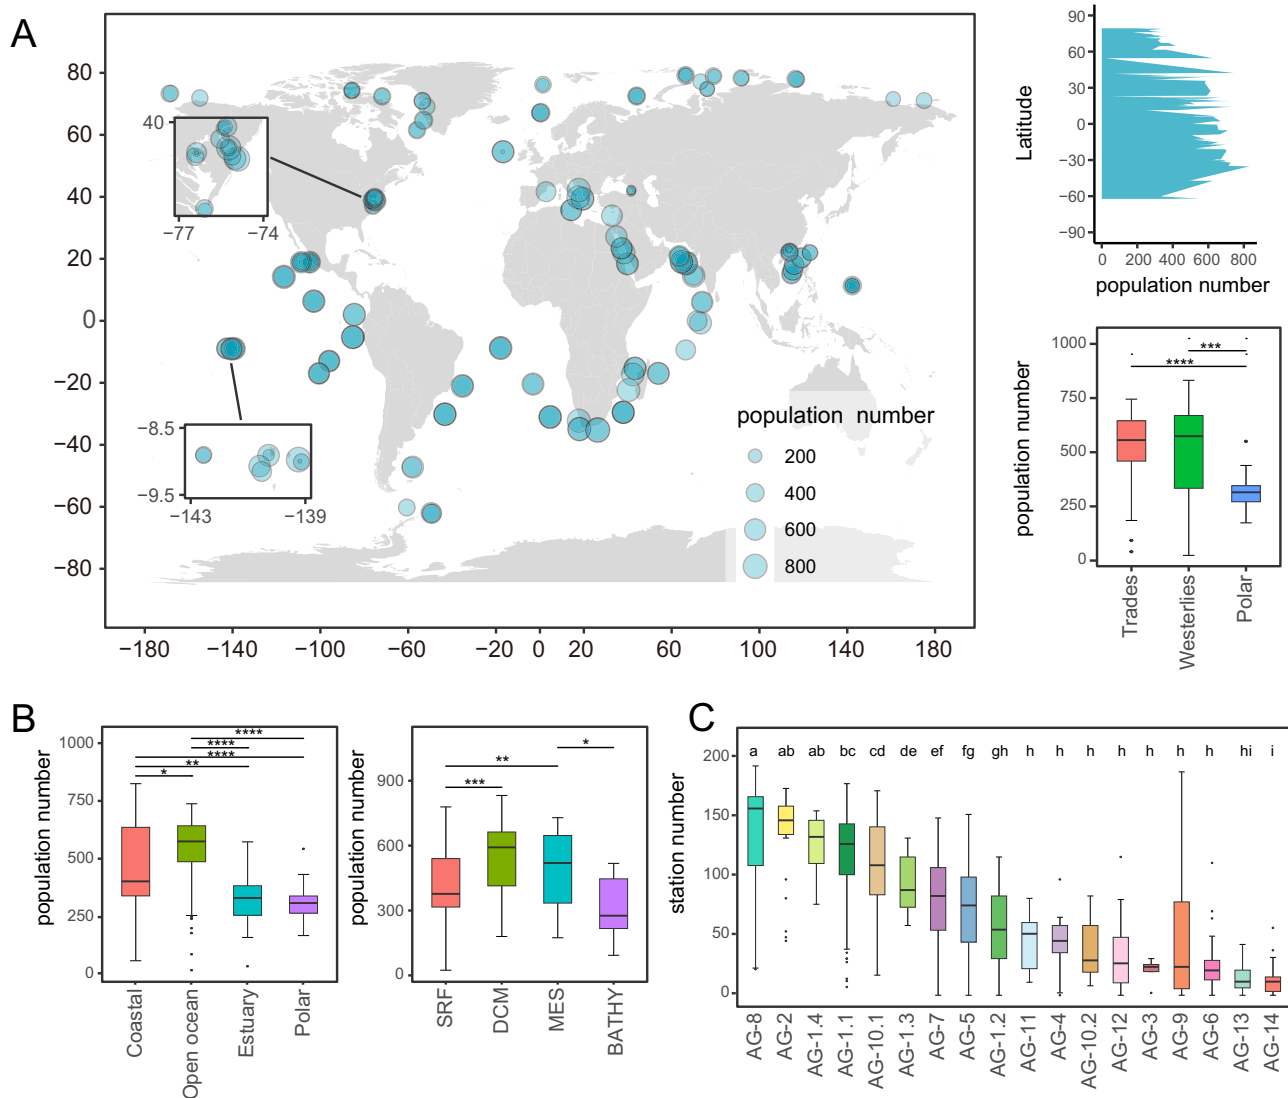 A
80
60
40
20
0
−20
−40
−60
−80
−180
−140
−100
−60
−20
0
20
60
100
140
180
40
−77
−74
−8.5
−9.5
−143
−139
population number
200
400
600
800
Latitude
90
60
30
0
−30
−60
−90
0
200
400
600
800
population number
population number
1000
750
500
250
0
***
****
Trades
Westerlies
Polar
B
population number
1000
750
500
250
0
****
****
****
**
*
Coastal
Open ocean
Estuary
Polar
population number
900
600
300
0
*
**
***
SRF
DCM
MES
BATHY
C
station number
200
150
100
50
0
a ab ab bc cd de ef fg gh h h h h h h h hi i
AG-8
AG-2
AG-1.4
AG-1.1
AG-10.1
AG-1.3
AG-7
AG-5
AG-1.2
AG-11
AG-4
AG-10.2
AG-12
AG-3
AG-9
AG-6
AG-13
AG-14